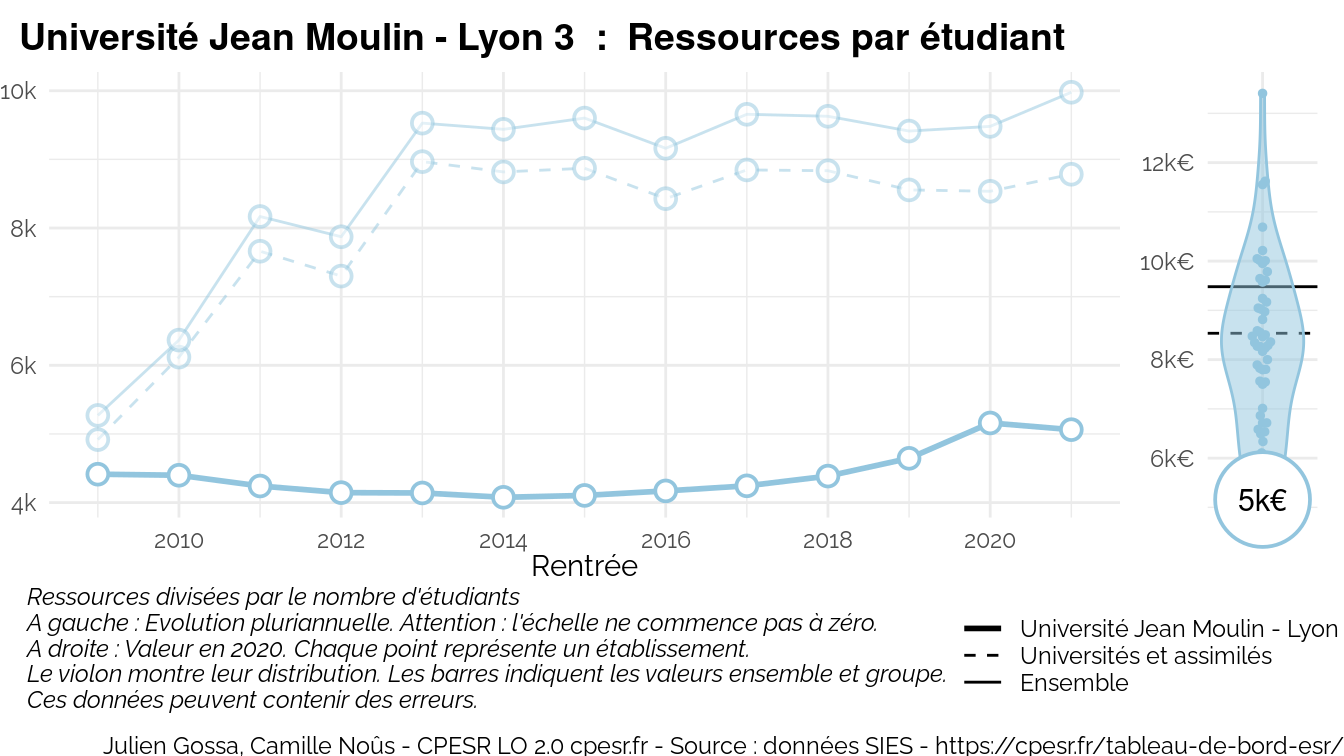 Université Jean Moulin - Lyon 3 : Ressources par étudiant
10k
8k
6k
4k
2010 2012 2014 2016 2018 2020
Rentrée
12k€
10k€
8k€
6k€
5k€
Ressources divisées par le nombre d'étudiants
A gauche : Evolution pluriannuelle. Attention : l'échelle ne commence pas à zéro.
A droite : Valeur en 2020. Chaque point représente un établissement.
Le violon montre leur distribution. Les barres indiquent les valeurs ensemble et groupe.
Ces données peuvent contenir des erreurs.
Université Jean Moulin - Lyon
Universités et assimilés
Ensemble
Julien Gossa, Camille Noûs - CPESR LO 2.0 cpesr.fr - Source : données SIES - https://cpesr.fr/tableau-de-bord-esr/